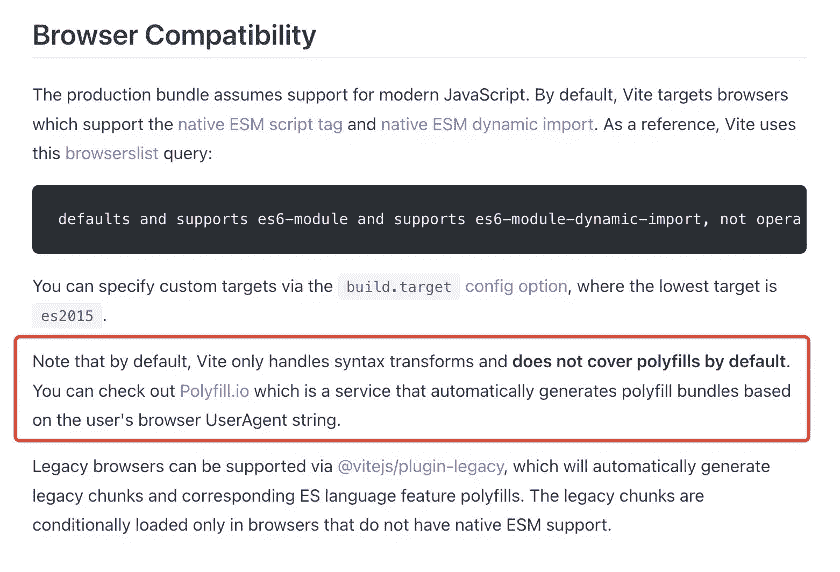 Browser Compatibility
The production bundle assumes support for modern JavaScript. By default, Vite targets browsers
which support the native ESM script tag and native ESM dynamic import. As a reference, Vite uses
this browserslist query:
defaults and supports es6-module and supports es6-module-dynamic-import, not opera
You can specify custom targets via the build.target config option, where the lowest target is
es2015.
Note that by default, Vite only handles syntax transforms and does not cover polyfills by default.
You can check out Polyfill.io which is a service that automatically generates polyfill bundles based
on the user's browser UserAgent string.
Legacy browsers can be supported via @vitejs/plugin-legacy, which will automatically generate
legacy chunks and corresponding ES language feature polyfills. The legacy chunks are
conditionally loaded only in browsers that do not have native ESM support.